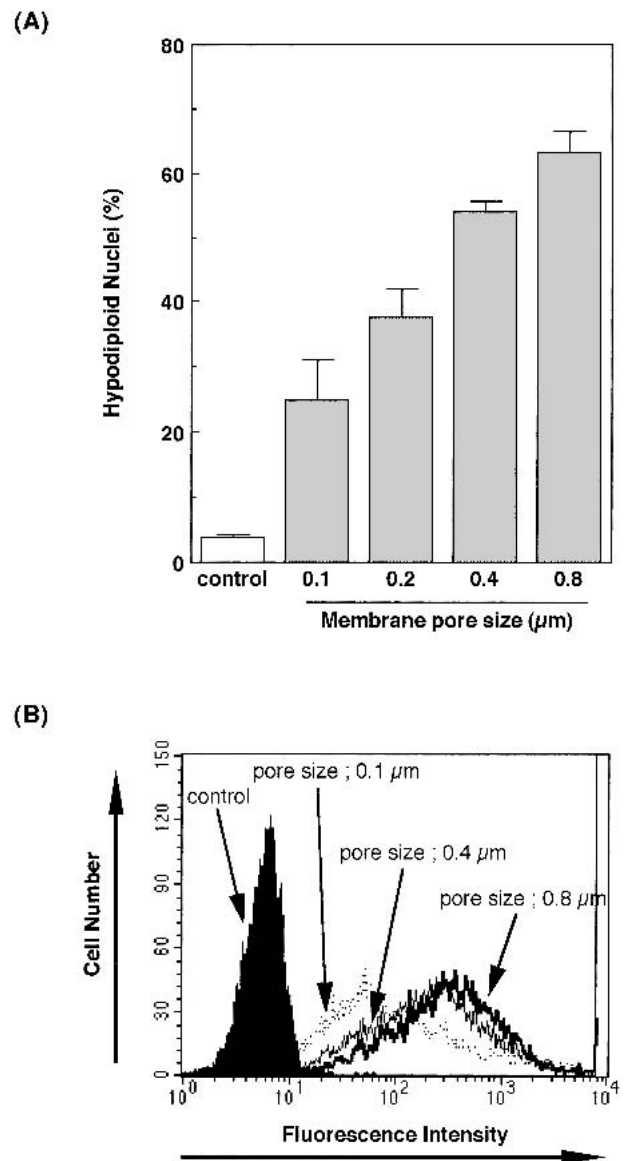 (A)
80
60
40
20
0
Hypodiploid Nuclei (%)
control 0.1 0.2 0.4 0.8
Membrane pore size (µm)
(B)
150
120
90
60
30
0
Cell Number
control
pore size ; 0.1 µm
pore size ; 0.4 µm
pore size ; 0.8 µm
10⁰ 10¹ 10² 10³ 10⁴
Fluorescence Intensity